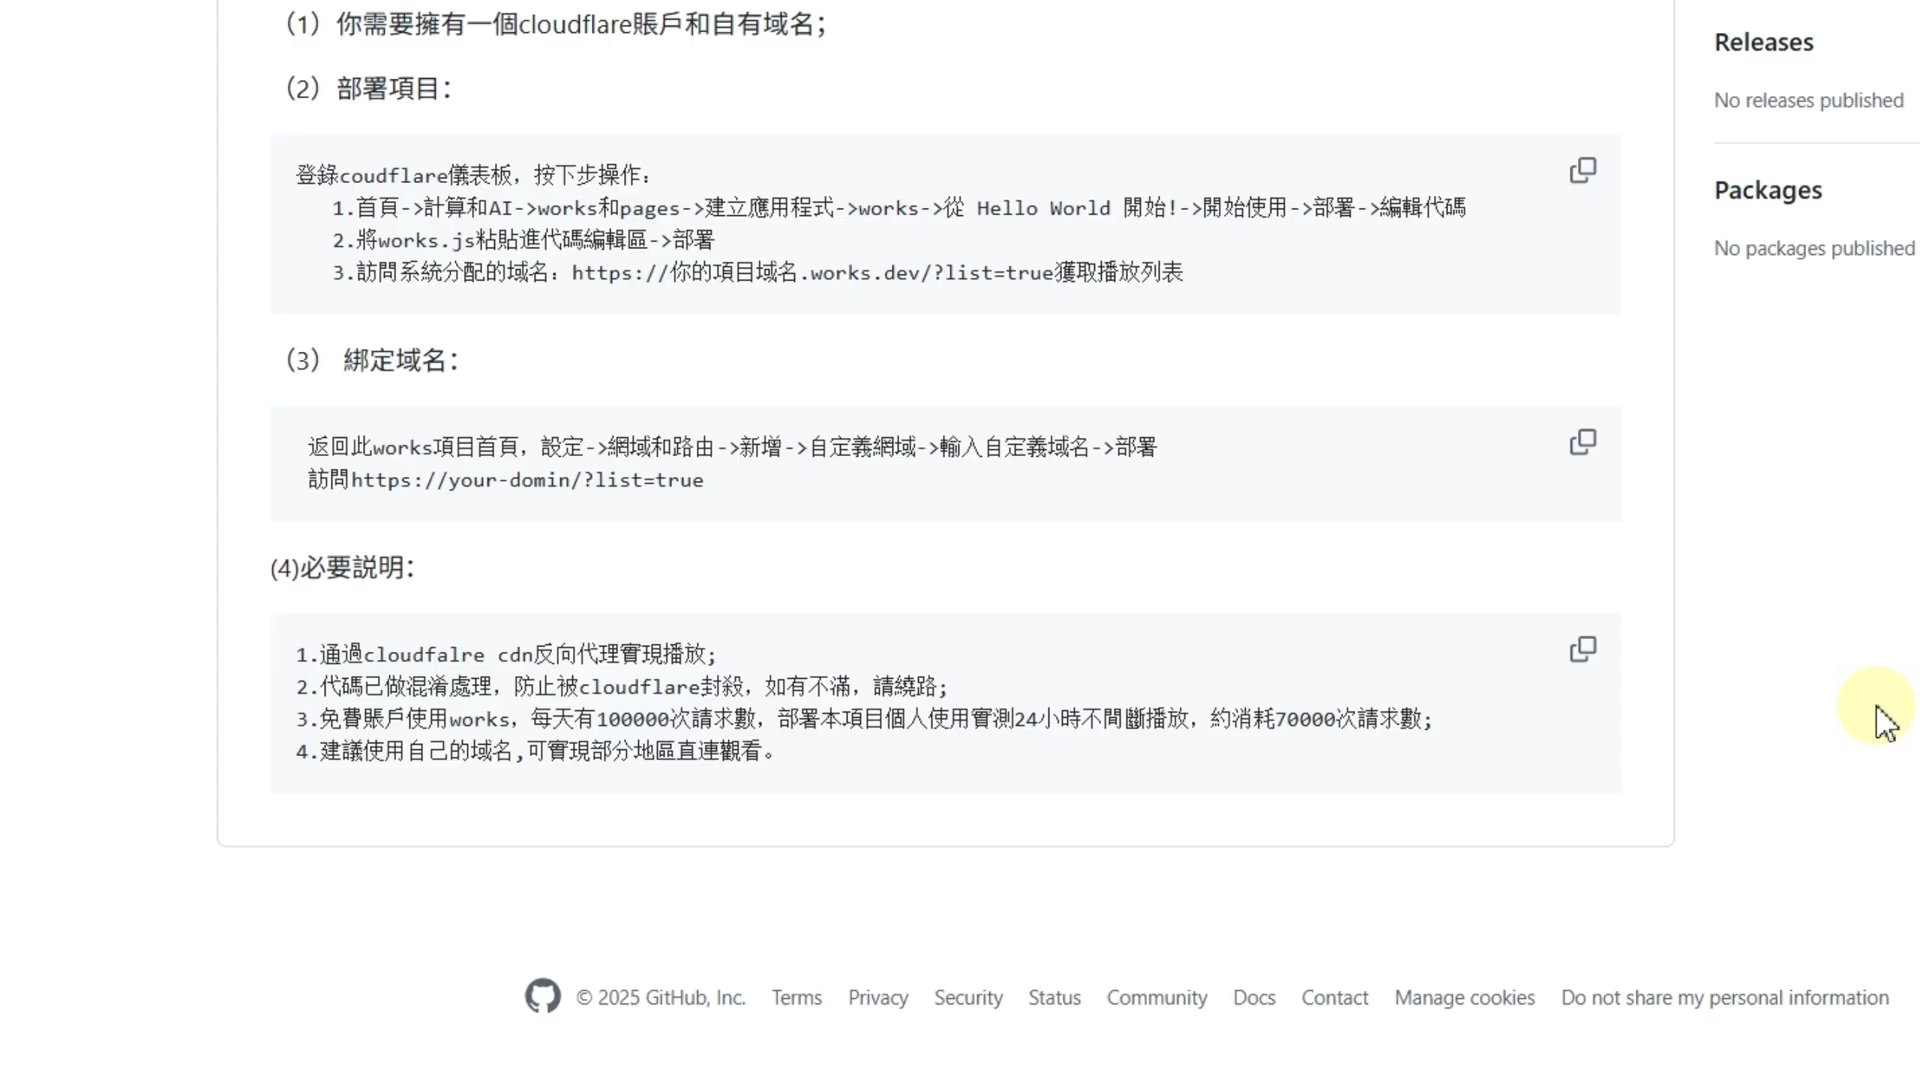 （1）你需要擁有一個cloudflare賬戶和自有域名；
（2）部署項目：
登錄coudflare儀表板，按下步操作：
1.首頁->計算和AI->works和pages->建立應用程式->works->從 Hello World 開始!->開始使用->部署->編輯代碼
2.將works.js粘貼進代碼編輯區->部署
3.訪問系統分配的域名：https://你的項目域名.works.dev/?list=true獲取播放列表
（3） 綁定域名：
返回此works項目首頁，設定->網域和路由->新增->自定義網域->輸入自定義域名->部署
訪問https://your-domin/?list=true
(4)必要説明：
1.通過cloudfalre cdn反向代理實現播放;
2.代碼已做混淆處理，防止被cloudflare封殺，如有不滿，請繞路;
3.免費賬戶使用works，每天有100000次請求數，部署本項目個人使用實測24小時不間斷播放，約消耗70000次請求數;
4.建議使用自己的域名,可實現部分地區直連觀看。
Releases
No releases published
Packages
No packages published
© 2025 GitHub, Inc. Terms Privacy Security Status Community Docs Contact Manage cookies Do not share my personal information